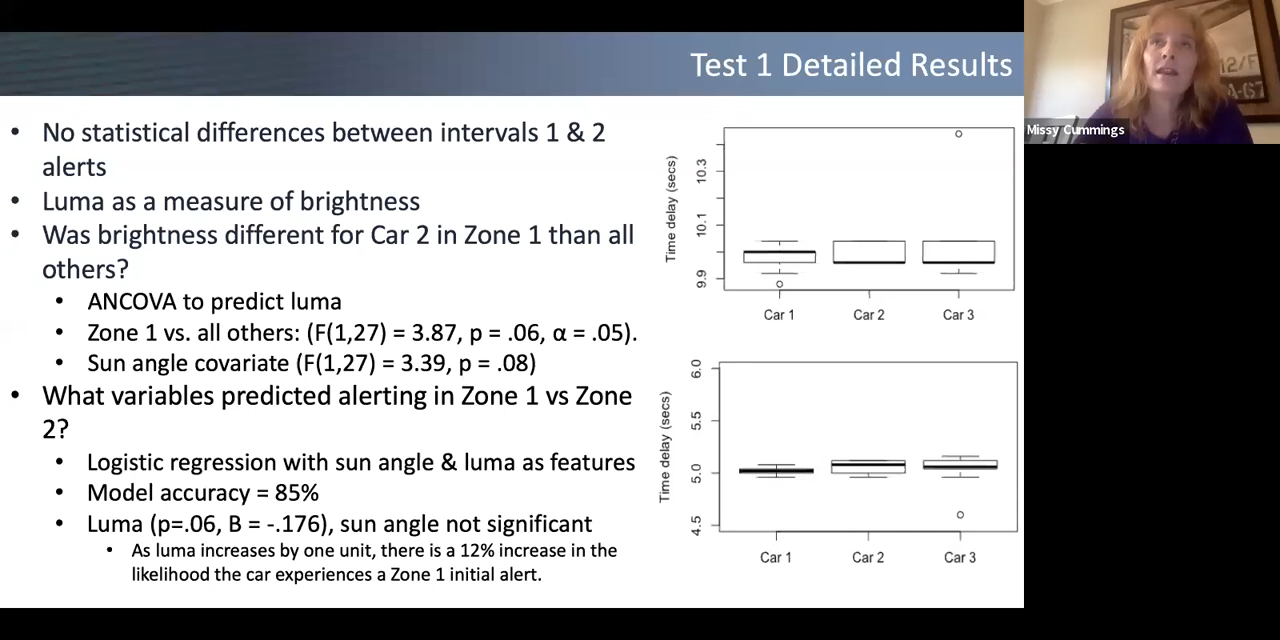 Test 1 Detailed Results
• No statistical differences between intervals 1 & 2
alerts
• Luma as a measure of brightness
• Was brightness different for Car 2 in Zone 1 than all
others?
• ANCOVA to predict luma
• Zone 1 vs. all others: (F(1,27) = 3.87, p = .06, α = .05).
• Sun angle covariate (F(1,27) = 3.39, p = .08)
• What variables predicted alerting in Zone 1 vs Zone
2?
• Logistic regression with sun angle & luma as features
• Model accuracy = 85%
• Luma (p=.06, B = -.176), sun angle not significant
• As luma increases by one unit, there is a 12% increase in the
likelihood the car experiences a Zone 1 initial alert.
Time delay (secs)
10.3
10.1
9.9
Car 1 Car 2 Car 3
Time delay (secs)
6.0
5.5
5.0
4.5
Car 1 Car 2 Car 3
Missy Cummings
12/F
A-67